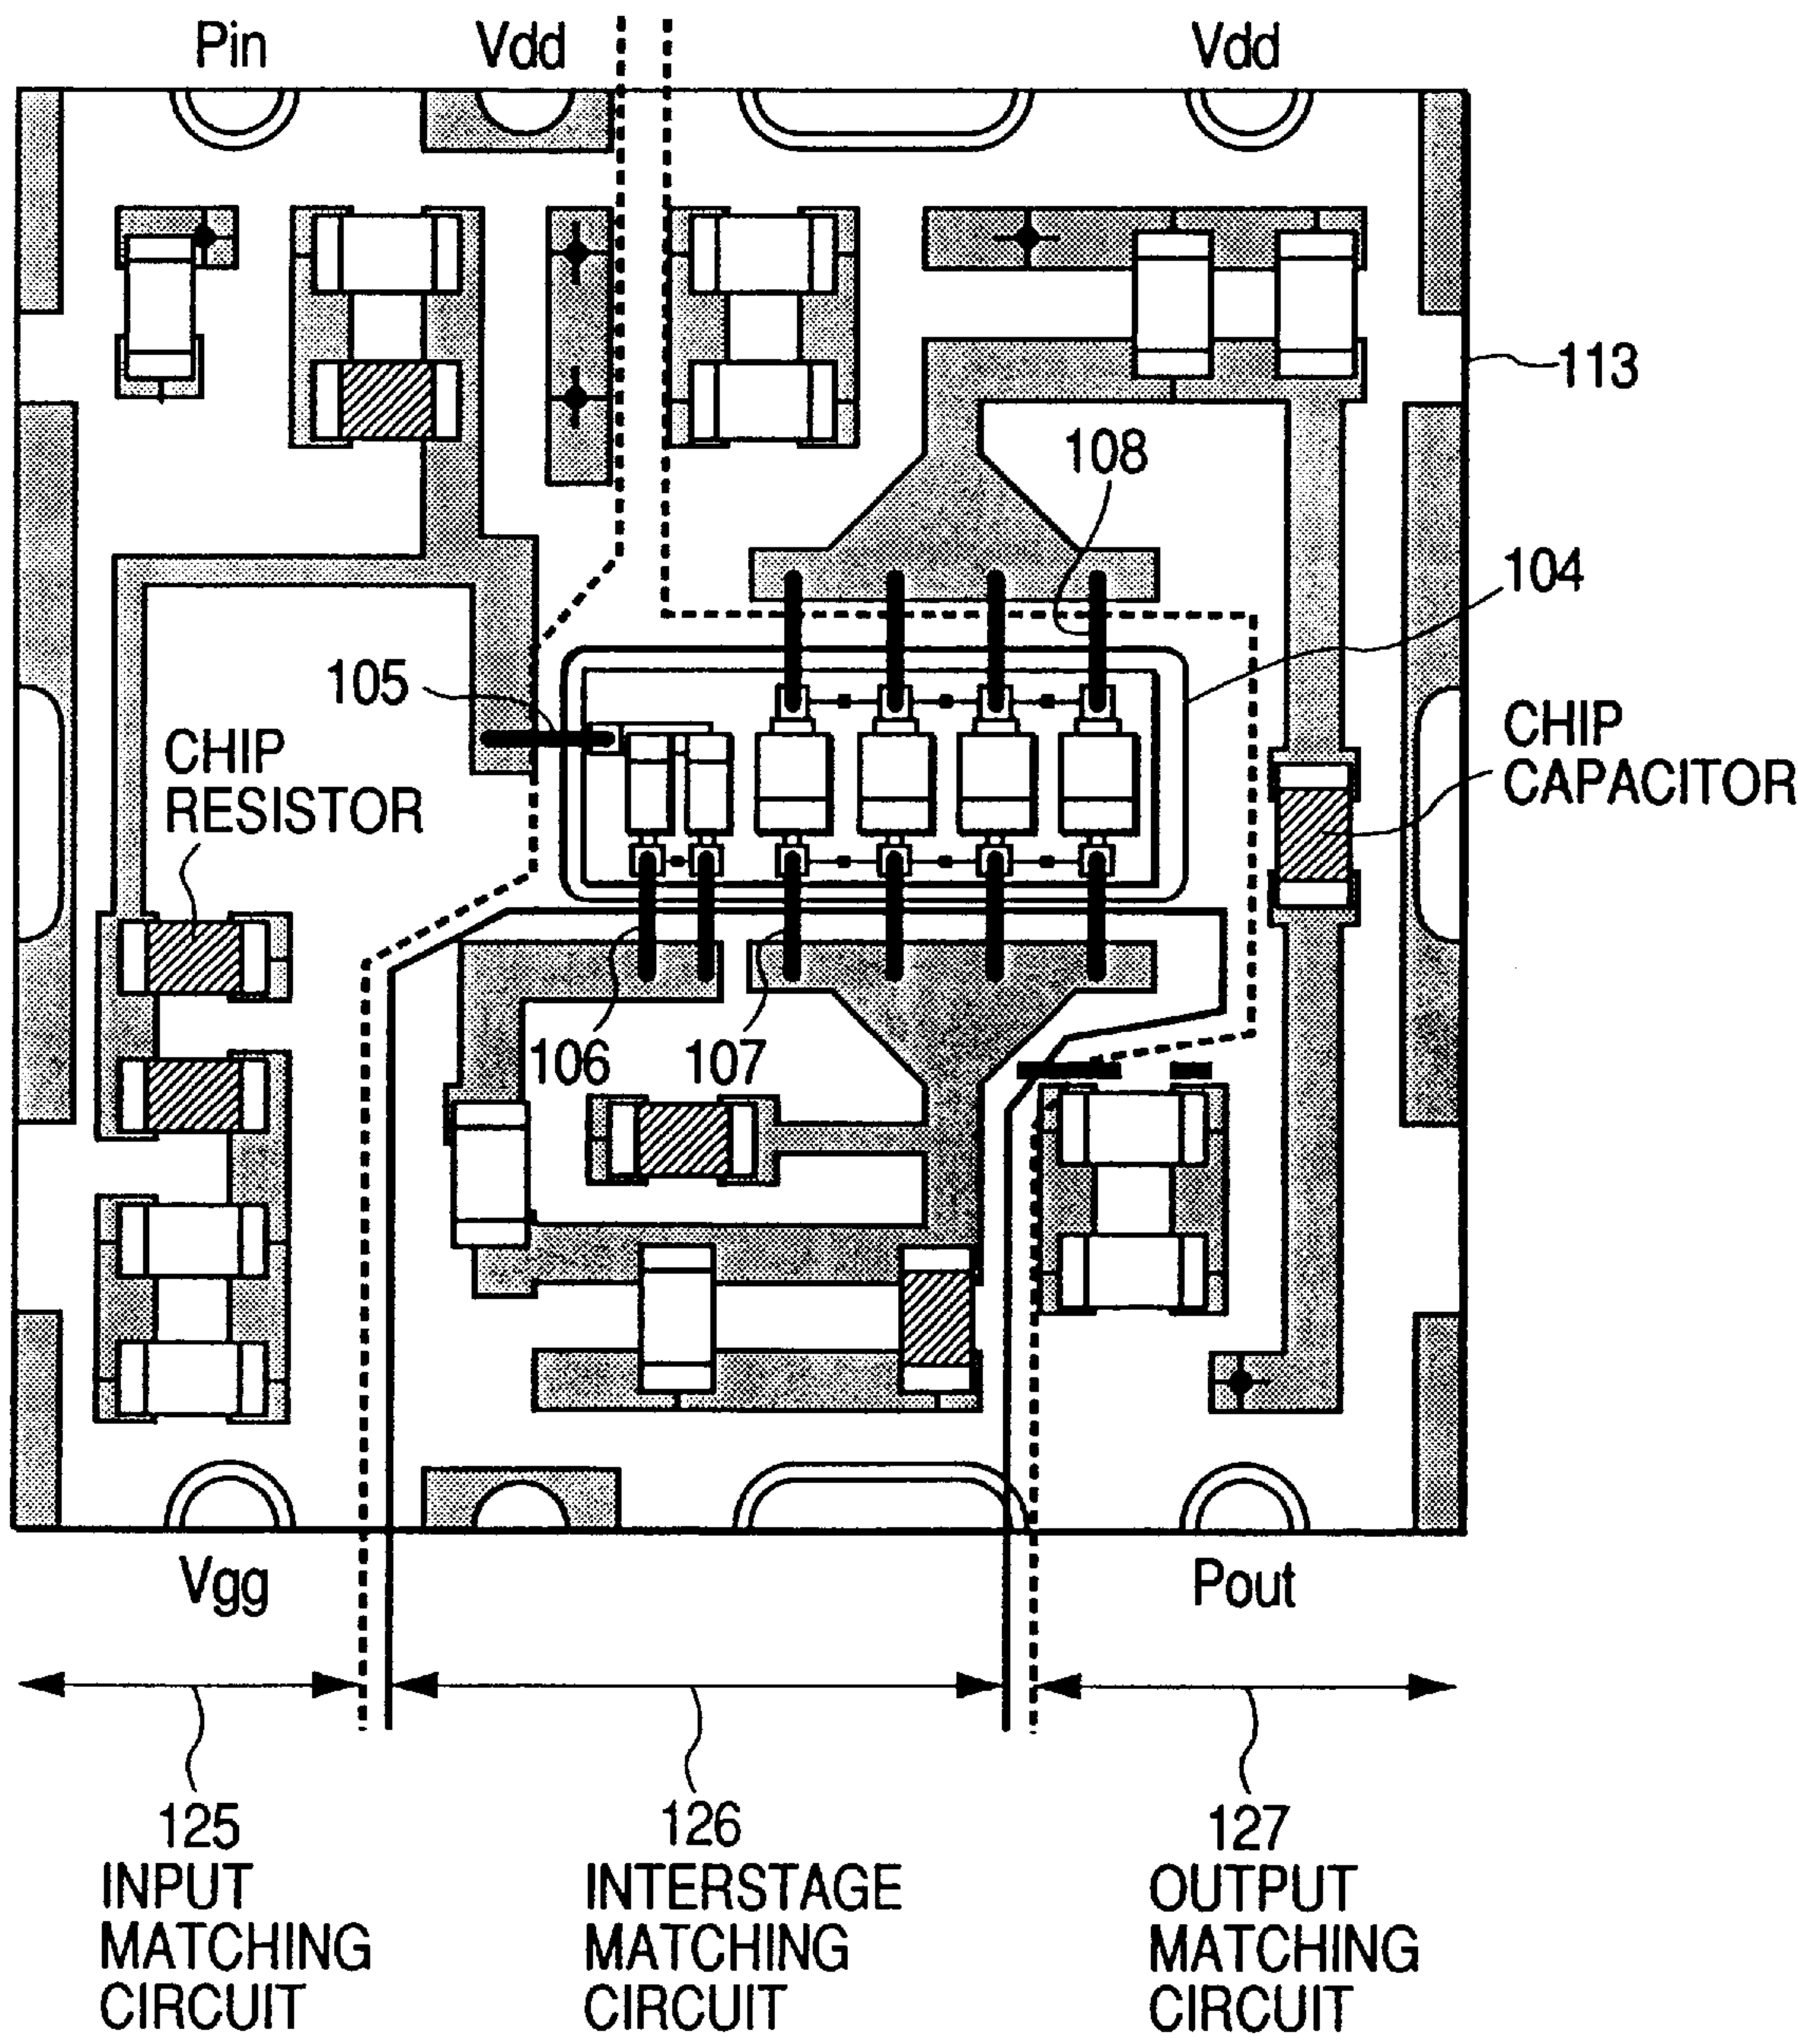 Pin
Vdd
Vdd
113
108
104
105
CHIP
RESISTOR
CHIP
CAPACITOR
106
107
Vgg
Pout
125
INPUT
MATCHING
CIRCUIT
126
INTERSTAGE
MATCHING
CIRCUIT
127
OUTPUT
MATCHING
CIRCUIT